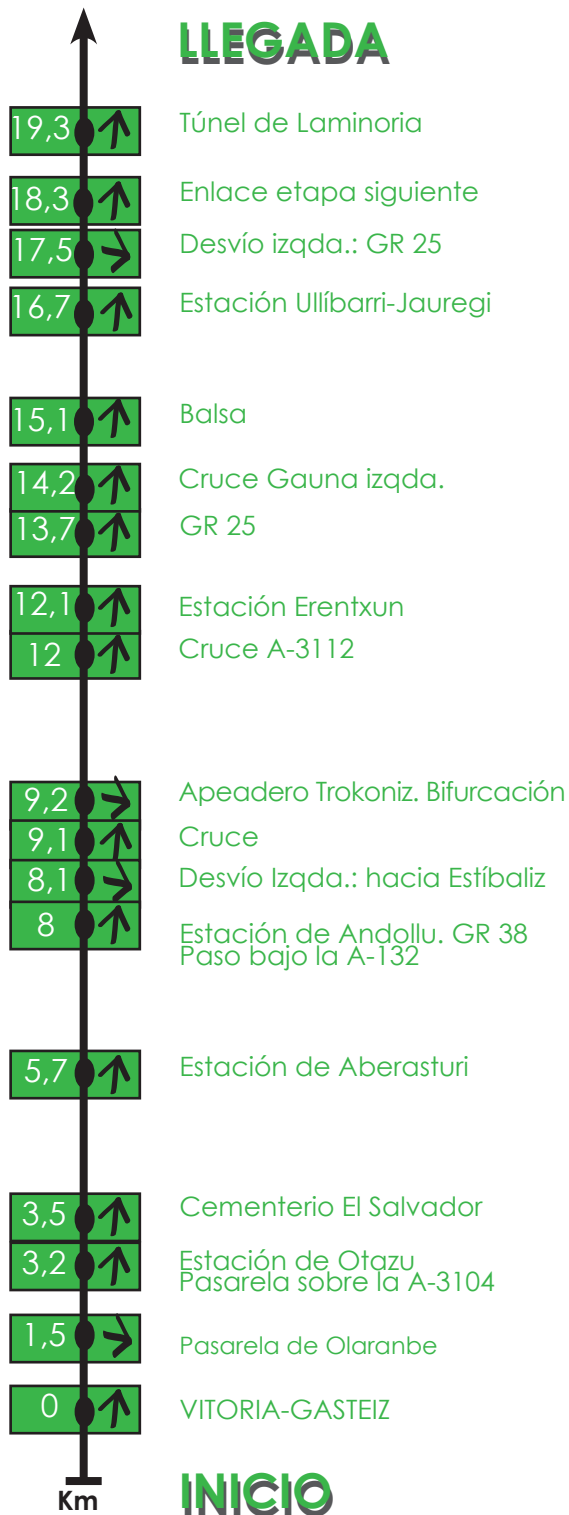 LLEGADA
19,3 Túnel de Laminoria
18,3 Enlace etapa siguiente
17,5 Desvío izqda.: GR 25
16,7 Estación Ullíbarri-Jauregi
15,1 Balsa
14,2 Cruce Gauna izqda.
13,7 GR 25
12,1 Estación Erentxun
12 Cruce A-3112
9,2 Apeadero Trokoniz. Bifurcación
9,1 Cruce
8,1 Desvío Izqda.: hacia Estíbaliz
8 Estación de Andollu. GR 38
Paso bajo la A-132
5,7 Estación de Aberasturi
3,5 Cementerio El Salvador
3,2 Estación de Otazu
Pasarela sobre la A-3104
1,5 Pasarela de Olaranbe
0 VITORIA-GASTEIZ
Km INICIO